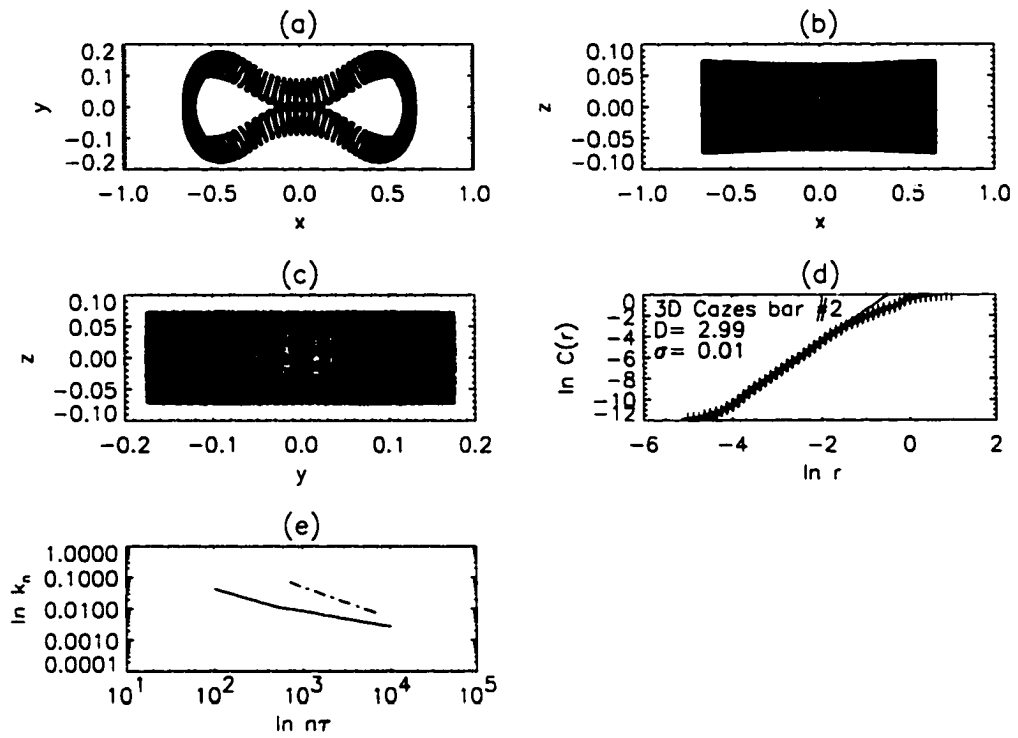 (a)
0.2
0.1
0.0
-0.1
-0.2
y
-1.0 -0.5 0.0 0.5 1.0
x
(b)
0.10
0.05
0.00
-0.05
-0.10
z
-1.0 -0.5 0.0 0.5 1.0
x
(c)
0.10
0.05
0.00
-0.05
-0.10
z
-0.2 -0.1 0.0 0.1 0.2
y
(d)
3D Cazes bar #2
D= 2.99
σ= 0.01
0
-2
-4
-6
-8
-10
-12
ln C(r)
-6 -4 -2 0 2
ln r
(e)
1.0000
0.1000
0.0100
0.0010
0.0001
ln kₙ
10¹ 10² 10³ 10⁴ 10⁵
ln nτ